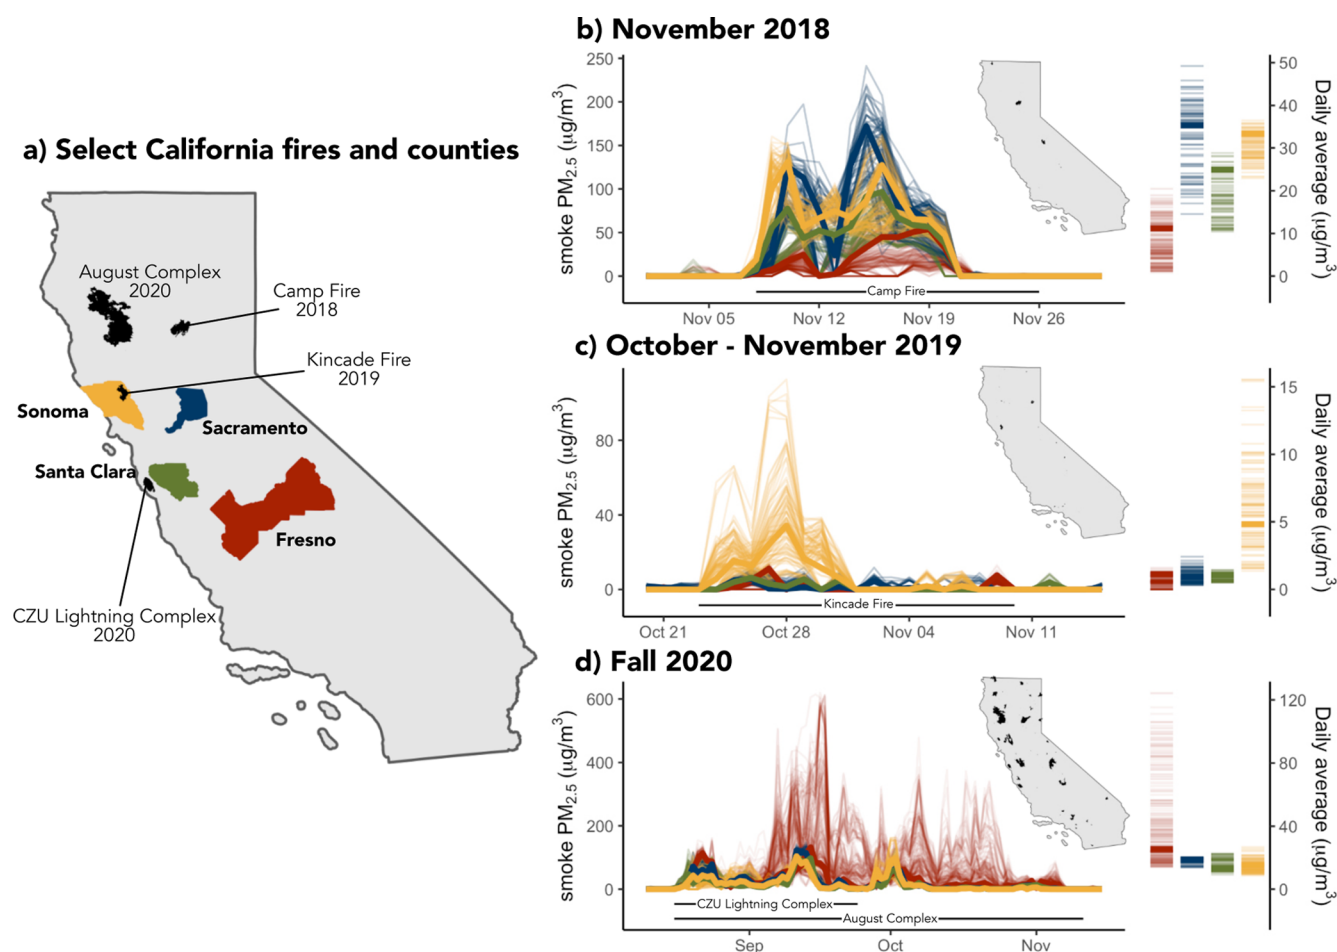 a) Select California fires and counties
August Complex
2020
Camp Fire
2018
Kincade Fire
2019
Sonoma
Sacramento
Santa Clara
Fresno
CZU Lightning Complex
2020
b) November 2018
smoke PM2.5 (μg/m³)
250
200
150
100
50
0
Camp Fire
Nov 05
Nov 12
Nov 19
Nov 26
50
40
30
20
10
0
Daily average (μg/m³)
c) October - November 2019
smoke PM2.5 (μg/m³)
80
40
0
Kincade Fire
Oct 21
Oct 28
Nov 04
Nov 11
15
10
5
0
Daily average (μg/m³)
d) Fall 2020
smoke PM2.5 (μg/m³)
600
400
200
0
CZU Lightning Complex
August Complex
Sep
Oct
Nov
120
80
40
0
Daily average (μg/m³)